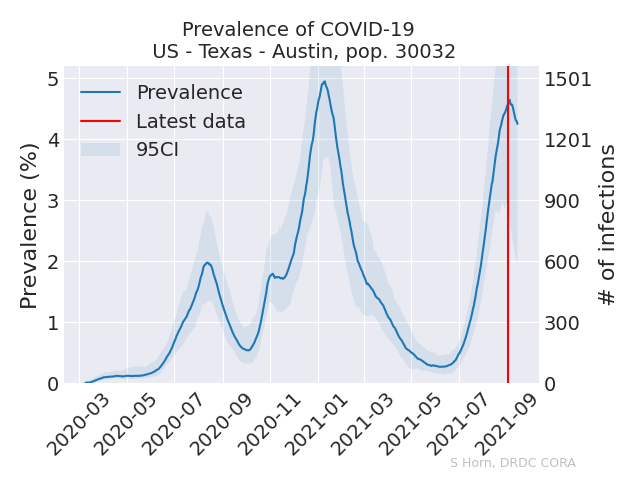 Prevalence of COVID-19
US - Texas - Austin, pop. 30032
Prevalence
Latest data
95CI
Prevalence (%)
5
4
3
2
1
0
1501
1201
900
600
300
0
# of infections
2020-03
2020-05
2020-07
2020-09
2020-11
2021-01
2021-03
2021-05
2021-07
2021-09
S Horn, DRDC CORA